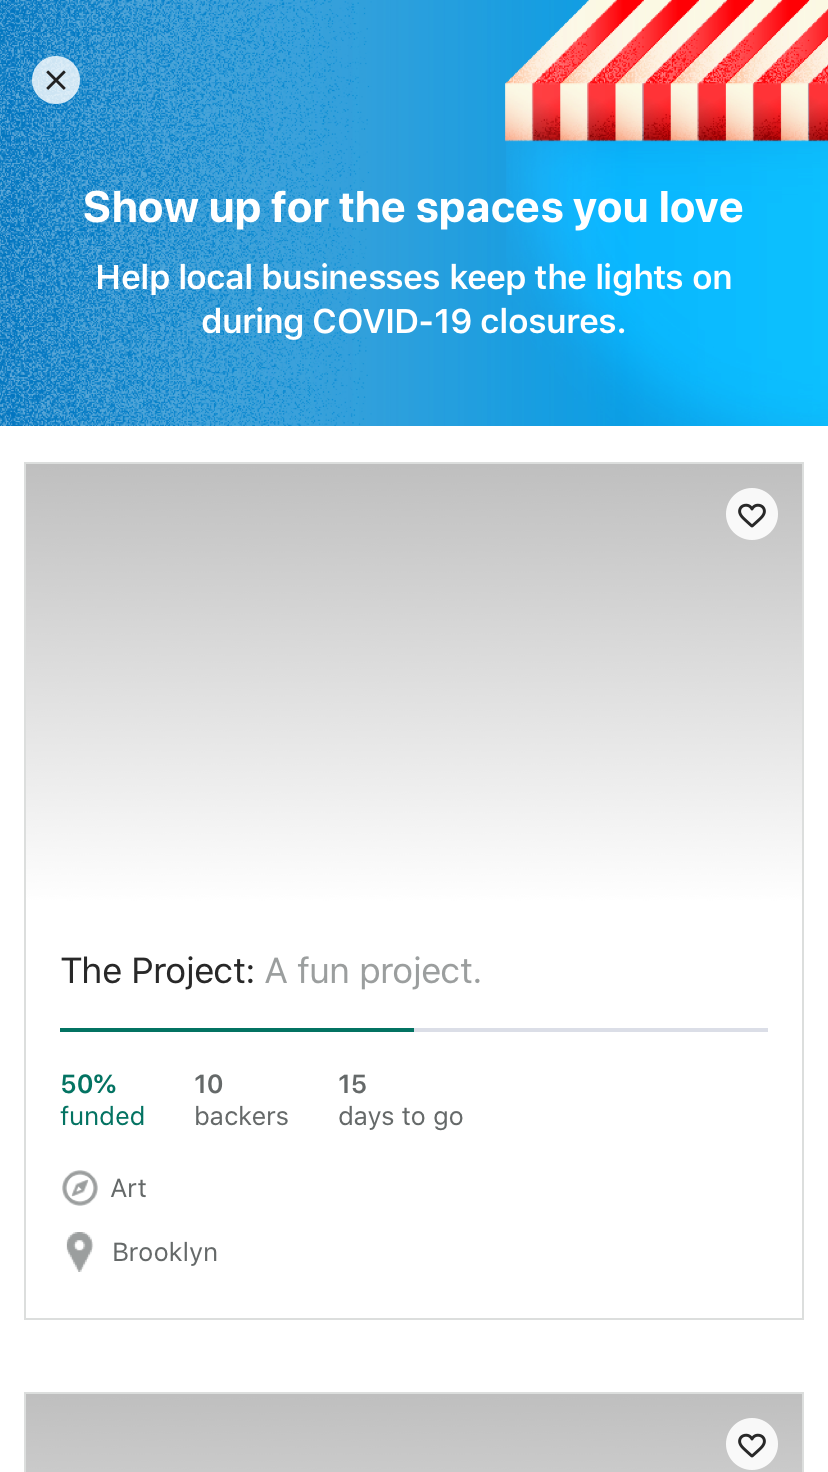 Show up for the spaces you love
Help local businesses keep the lights on
during COVID-19 closures.
The Project: A fun project.
50%
funded
10
backers
15
days to go
Art
Brooklyn